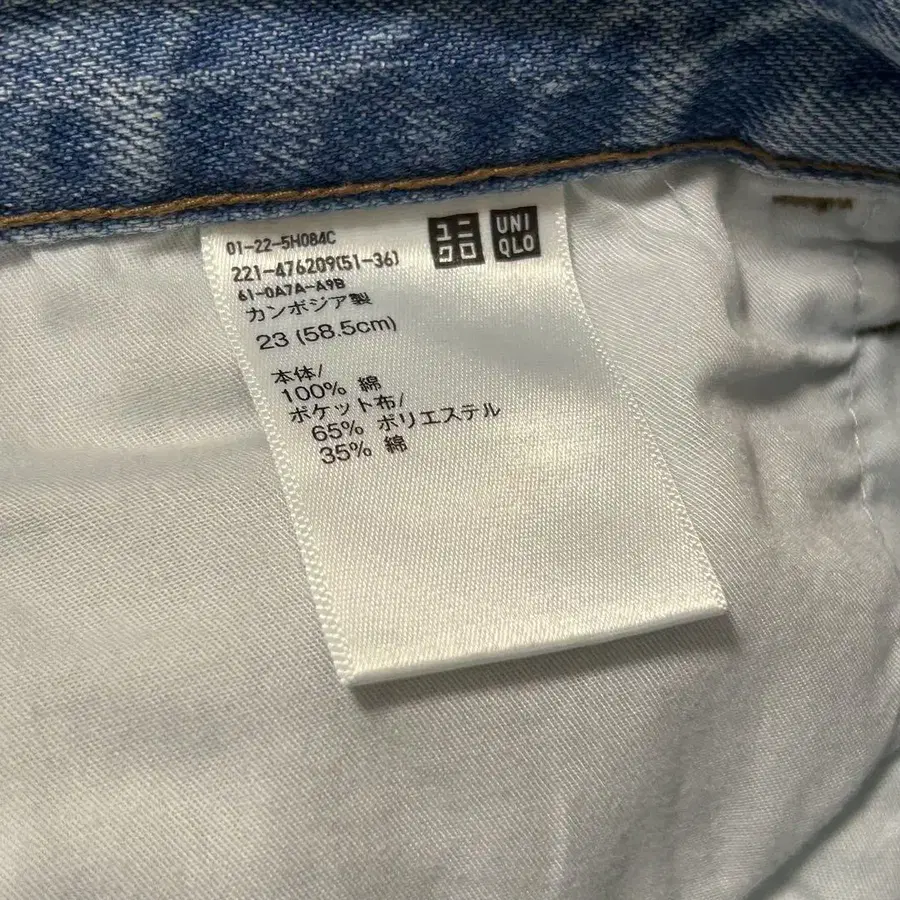 01-22-5H084C
ユニクロ
UNIQLO
221-476209(51-36)
61-0A7A-A9B
カンボジア製
23 (58.5cm)
本体/
100% 綿
ポケット布/
65% ポリエステル
35% 綿